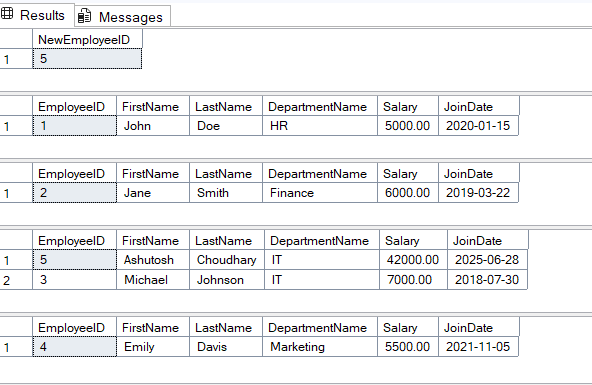 Results Messages
NewEmployeeID
1 5
EmployeeID FirstName LastName DepartmentName Salary JoinDate
1 1 John Doe HR 5000.00 2020-01-15
EmployeeID FirstName LastName DepartmentName Salary JoinDate
1 2 Jane Smith Finance 6000.00 2019-03-22
EmployeeID FirstName LastName DepartmentName Salary JoinDate
1 5 Ashutosh Choudhary IT 42000.00 2025-06-28
2 3 Michael Johnson IT 7000.00 2018-07-30
EmployeeID FirstName LastName DepartmentName Salary JoinDate
1 4 Emily Davis Marketing 5500.00 2021-11-05